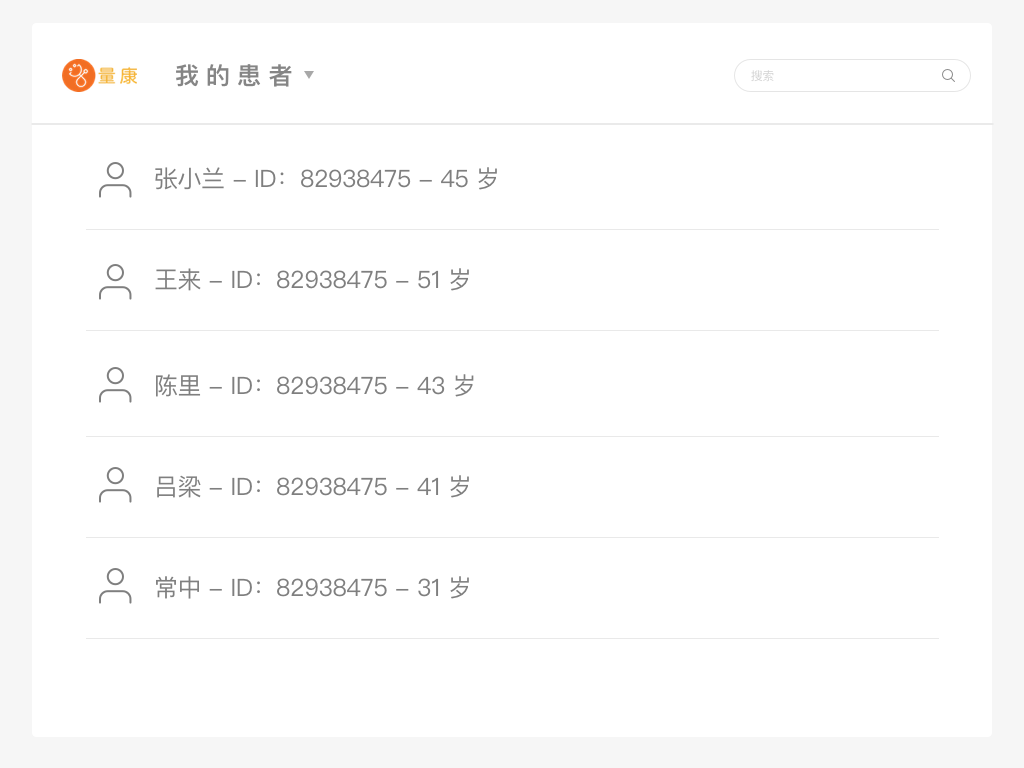 量康
我的患者
搜索
张小兰 – ID：82938475 – 45 岁
王来 – ID：82938475 – 51 岁
陈里 – ID：82938475 – 43 岁
吕梁 – ID：82938475 – 41 岁
常中 – ID：82938475 – 31 岁